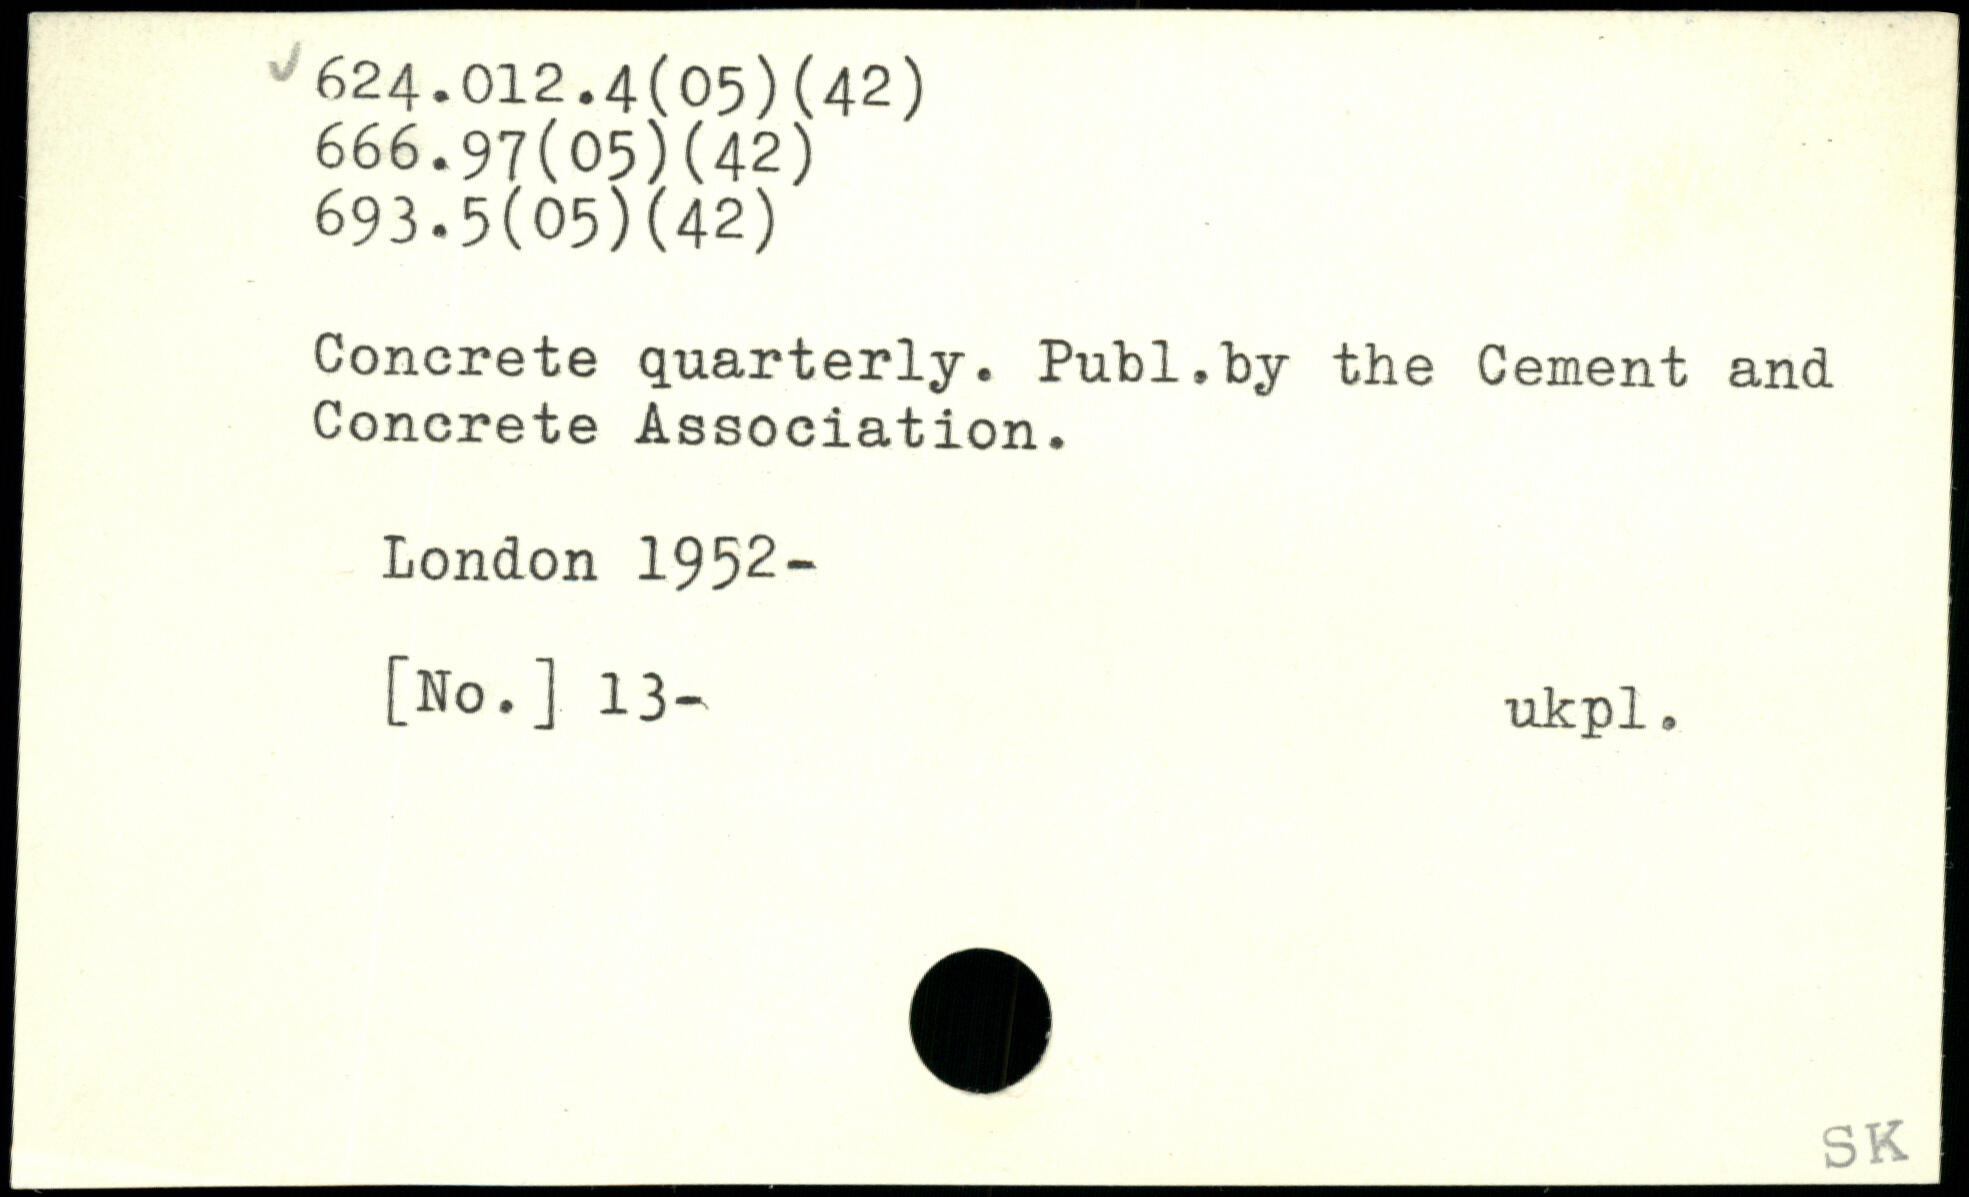 ✓ 624.012.4(05)(42)
666.97(05)(42)
693.5(05)(42)
Concrete quarterly. Publ.by the Cement and
Concrete Association.
London 1952-
[No.] 13-
ukpl.
SK